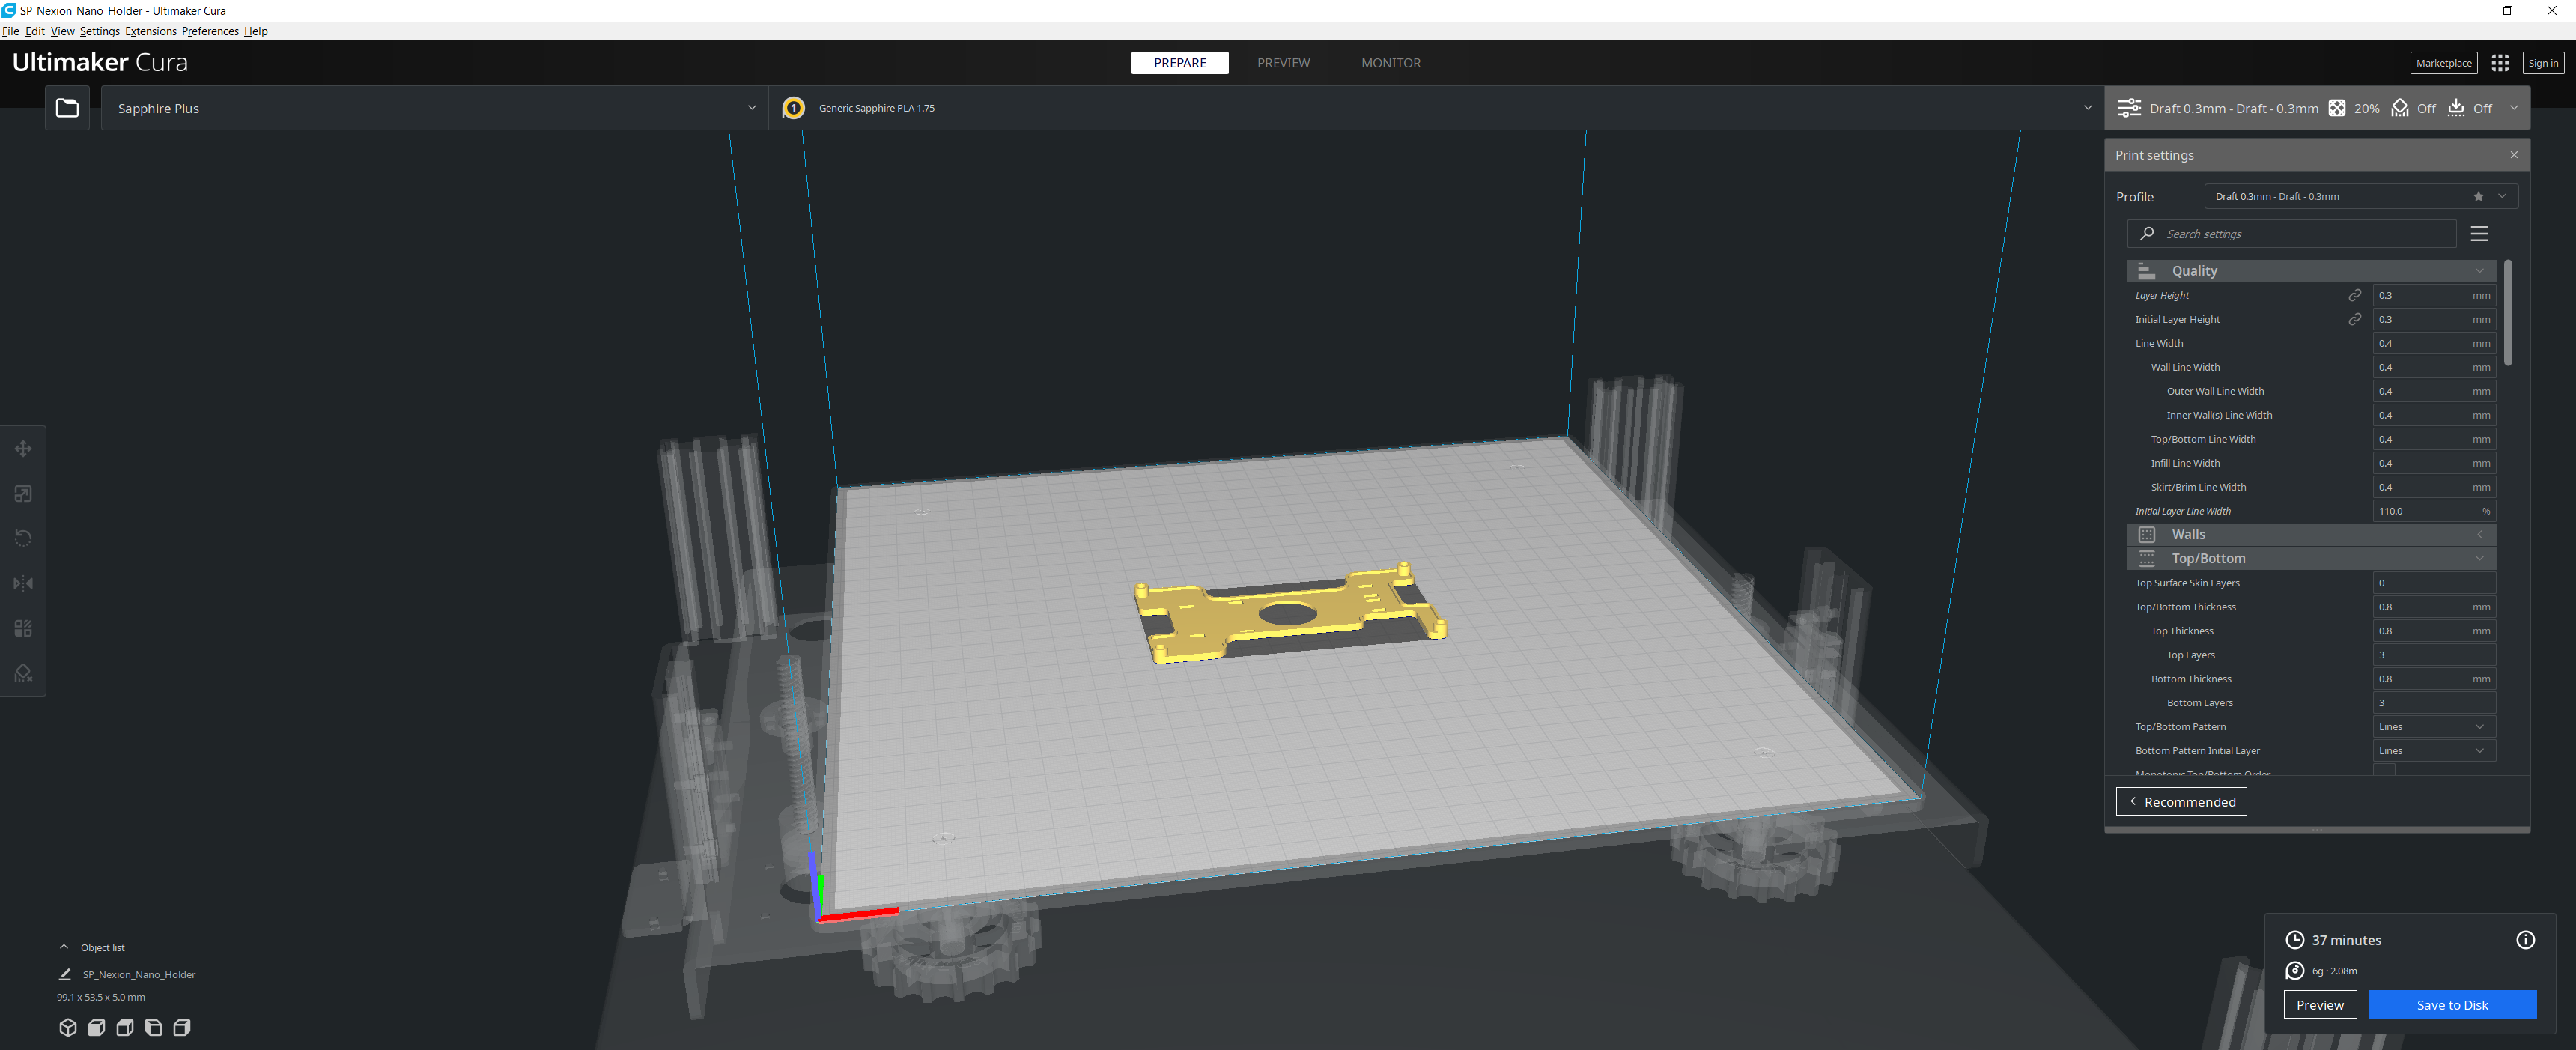 SP_Nexion_Nano_Holder - Ultimaker Cura
File Edit View Settings Extensions Preferences Help
Ultimaker Cura
PREPARE PREVIEW MONITOR
Marketplace Sign in
Sapphire Plus
1 Generic Sapphire PLA 1.75
Draft 0.3mm - Draft - 0.3mm 20% Off Off
Print settings
Profile Draft 0.3mm - Draft - 0.3mm
Search settings
Quality
Layer Height 0.3 mm
Initial Layer Height 0.3 mm
Line Width 0.4 mm
Wall Line Width 0.4 mm
Outer Wall Line Width 0.4 mm
Inner Wall(s) Line Width 0.4 mm
Top/Bottom Line Width 0.4 mm
Infill Line Width 0.4 mm
Skirt/Brim Line Width 0.4 mm
Initial Layer Line Width 110.0 %
Walls
Top/Bottom
Top Surface Skin Layers 0
Top/Bottom Thickness 0.8 mm
Top Thickness 0.8 mm
Top Layers 3
Bottom Thickness 0.8 mm
Bottom Layers 3
Top/Bottom Pattern Lines
Bottom Pattern Initial Layer Lines
Monotonic Top/Bottom Order
Recommended
Object list
SP_Nexion_Nano_Holder
99.1 x 53.5 x 5.0 mm
37 minutes
6g · 2.08m
Preview Save to Disk